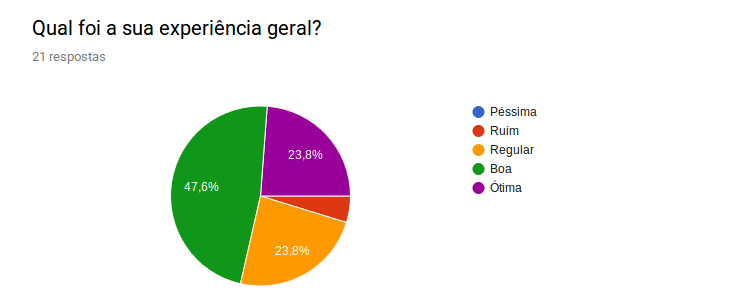 Qual foi a sua experiência geral?
21 respostas
Péssima
Ruim
Regular
Boa
Ótima
23,8%
47,6%
23,8%